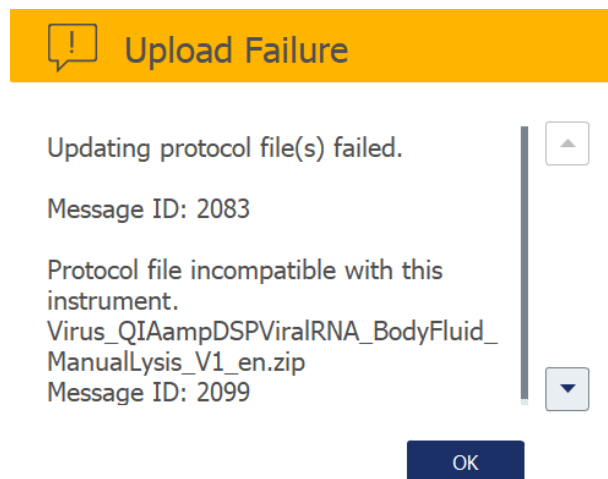 Upload Failure
Updating protocol file(s) failed.
Message ID: 2083
Protocol file incompatible with this
instrument.
Virus_QIAampDSPViralRNA_BodyFluid_
ManualLysis_V1_en.zip
Message ID: 2099
OK